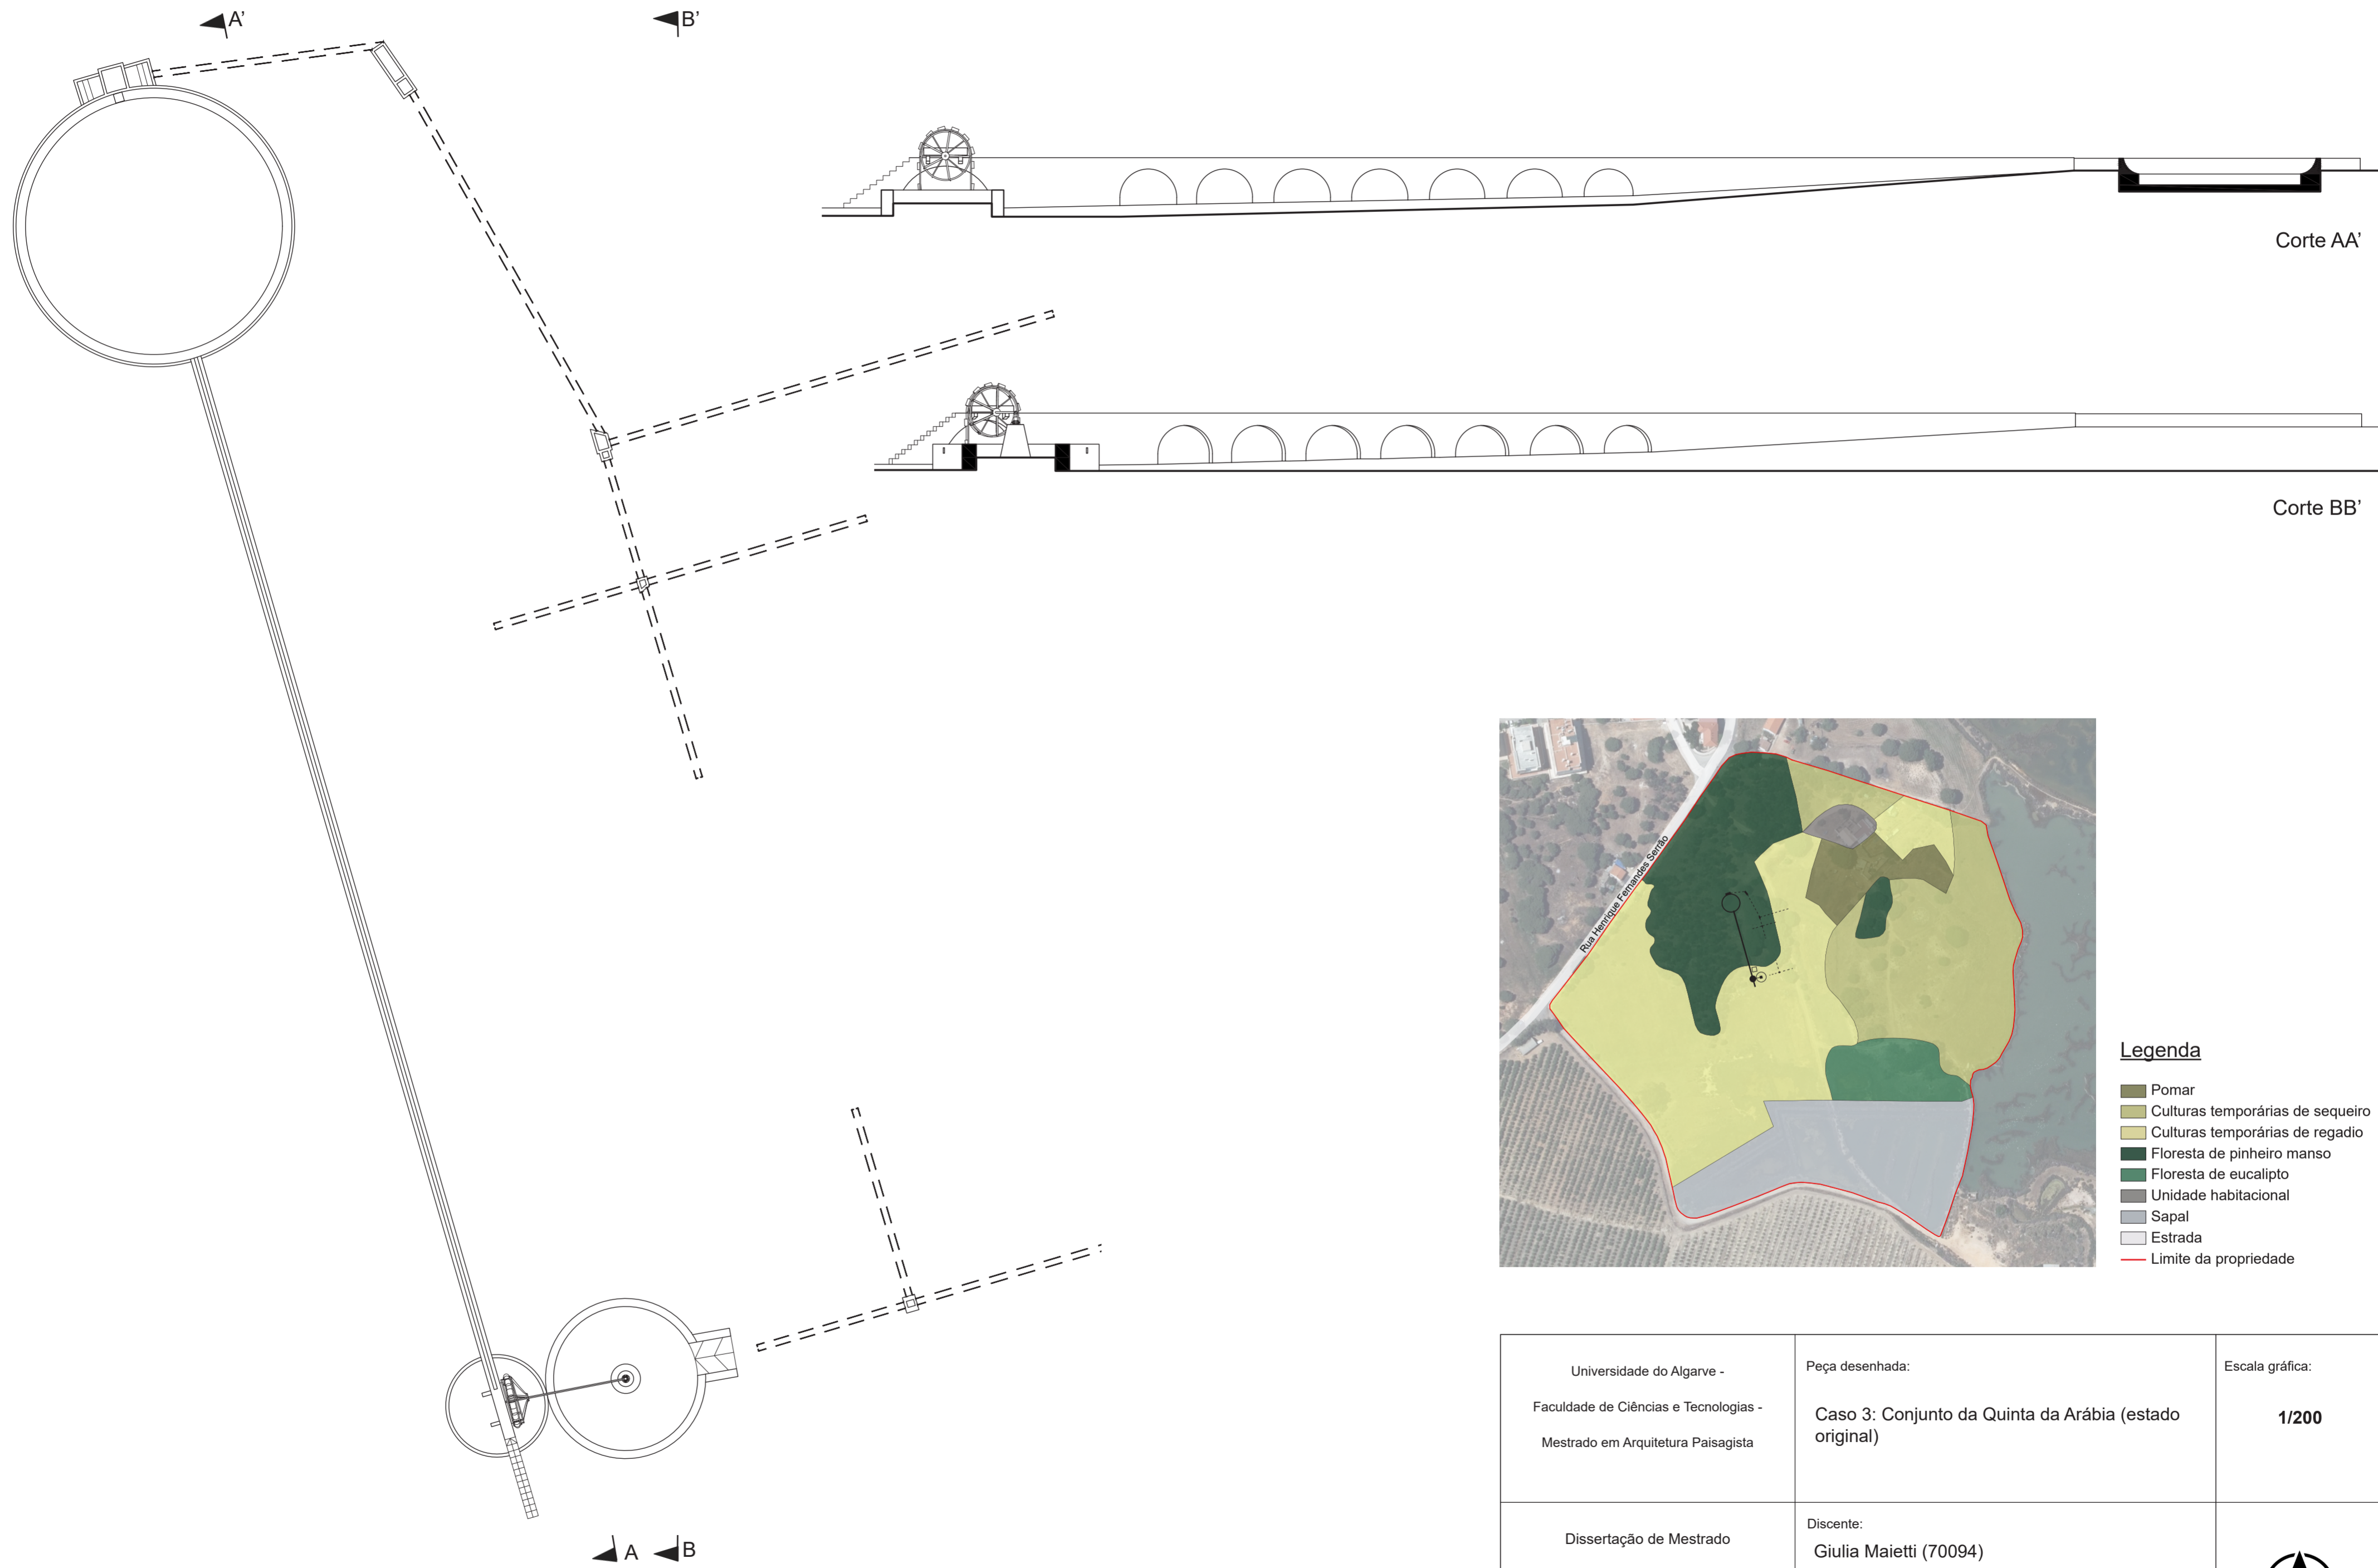 A’
B’
Corte AA’
Corte BB’
Rua Henrique Fernandes Serrão
Legenda
Pomar
Culturas temporárias de sequeiro
Culturas temporárias de regadio
Floresta de pinheiro manso
Floresta de eucalipto
Unidade habitacional
Sapal
Estrada
Limite da propriedade
Universidade do Algarve -
Faculdade de Ciências e Tecnologias -
Mestrado em Arquitetura Paisagista
Peça desenhada:
Caso 3: Conjunto da Quinta da Arábia (estado
original)
Escala gráfica:
1/200
Dissertação de Mestrado
Discente:
Giulia Maietti (70094)
A
B